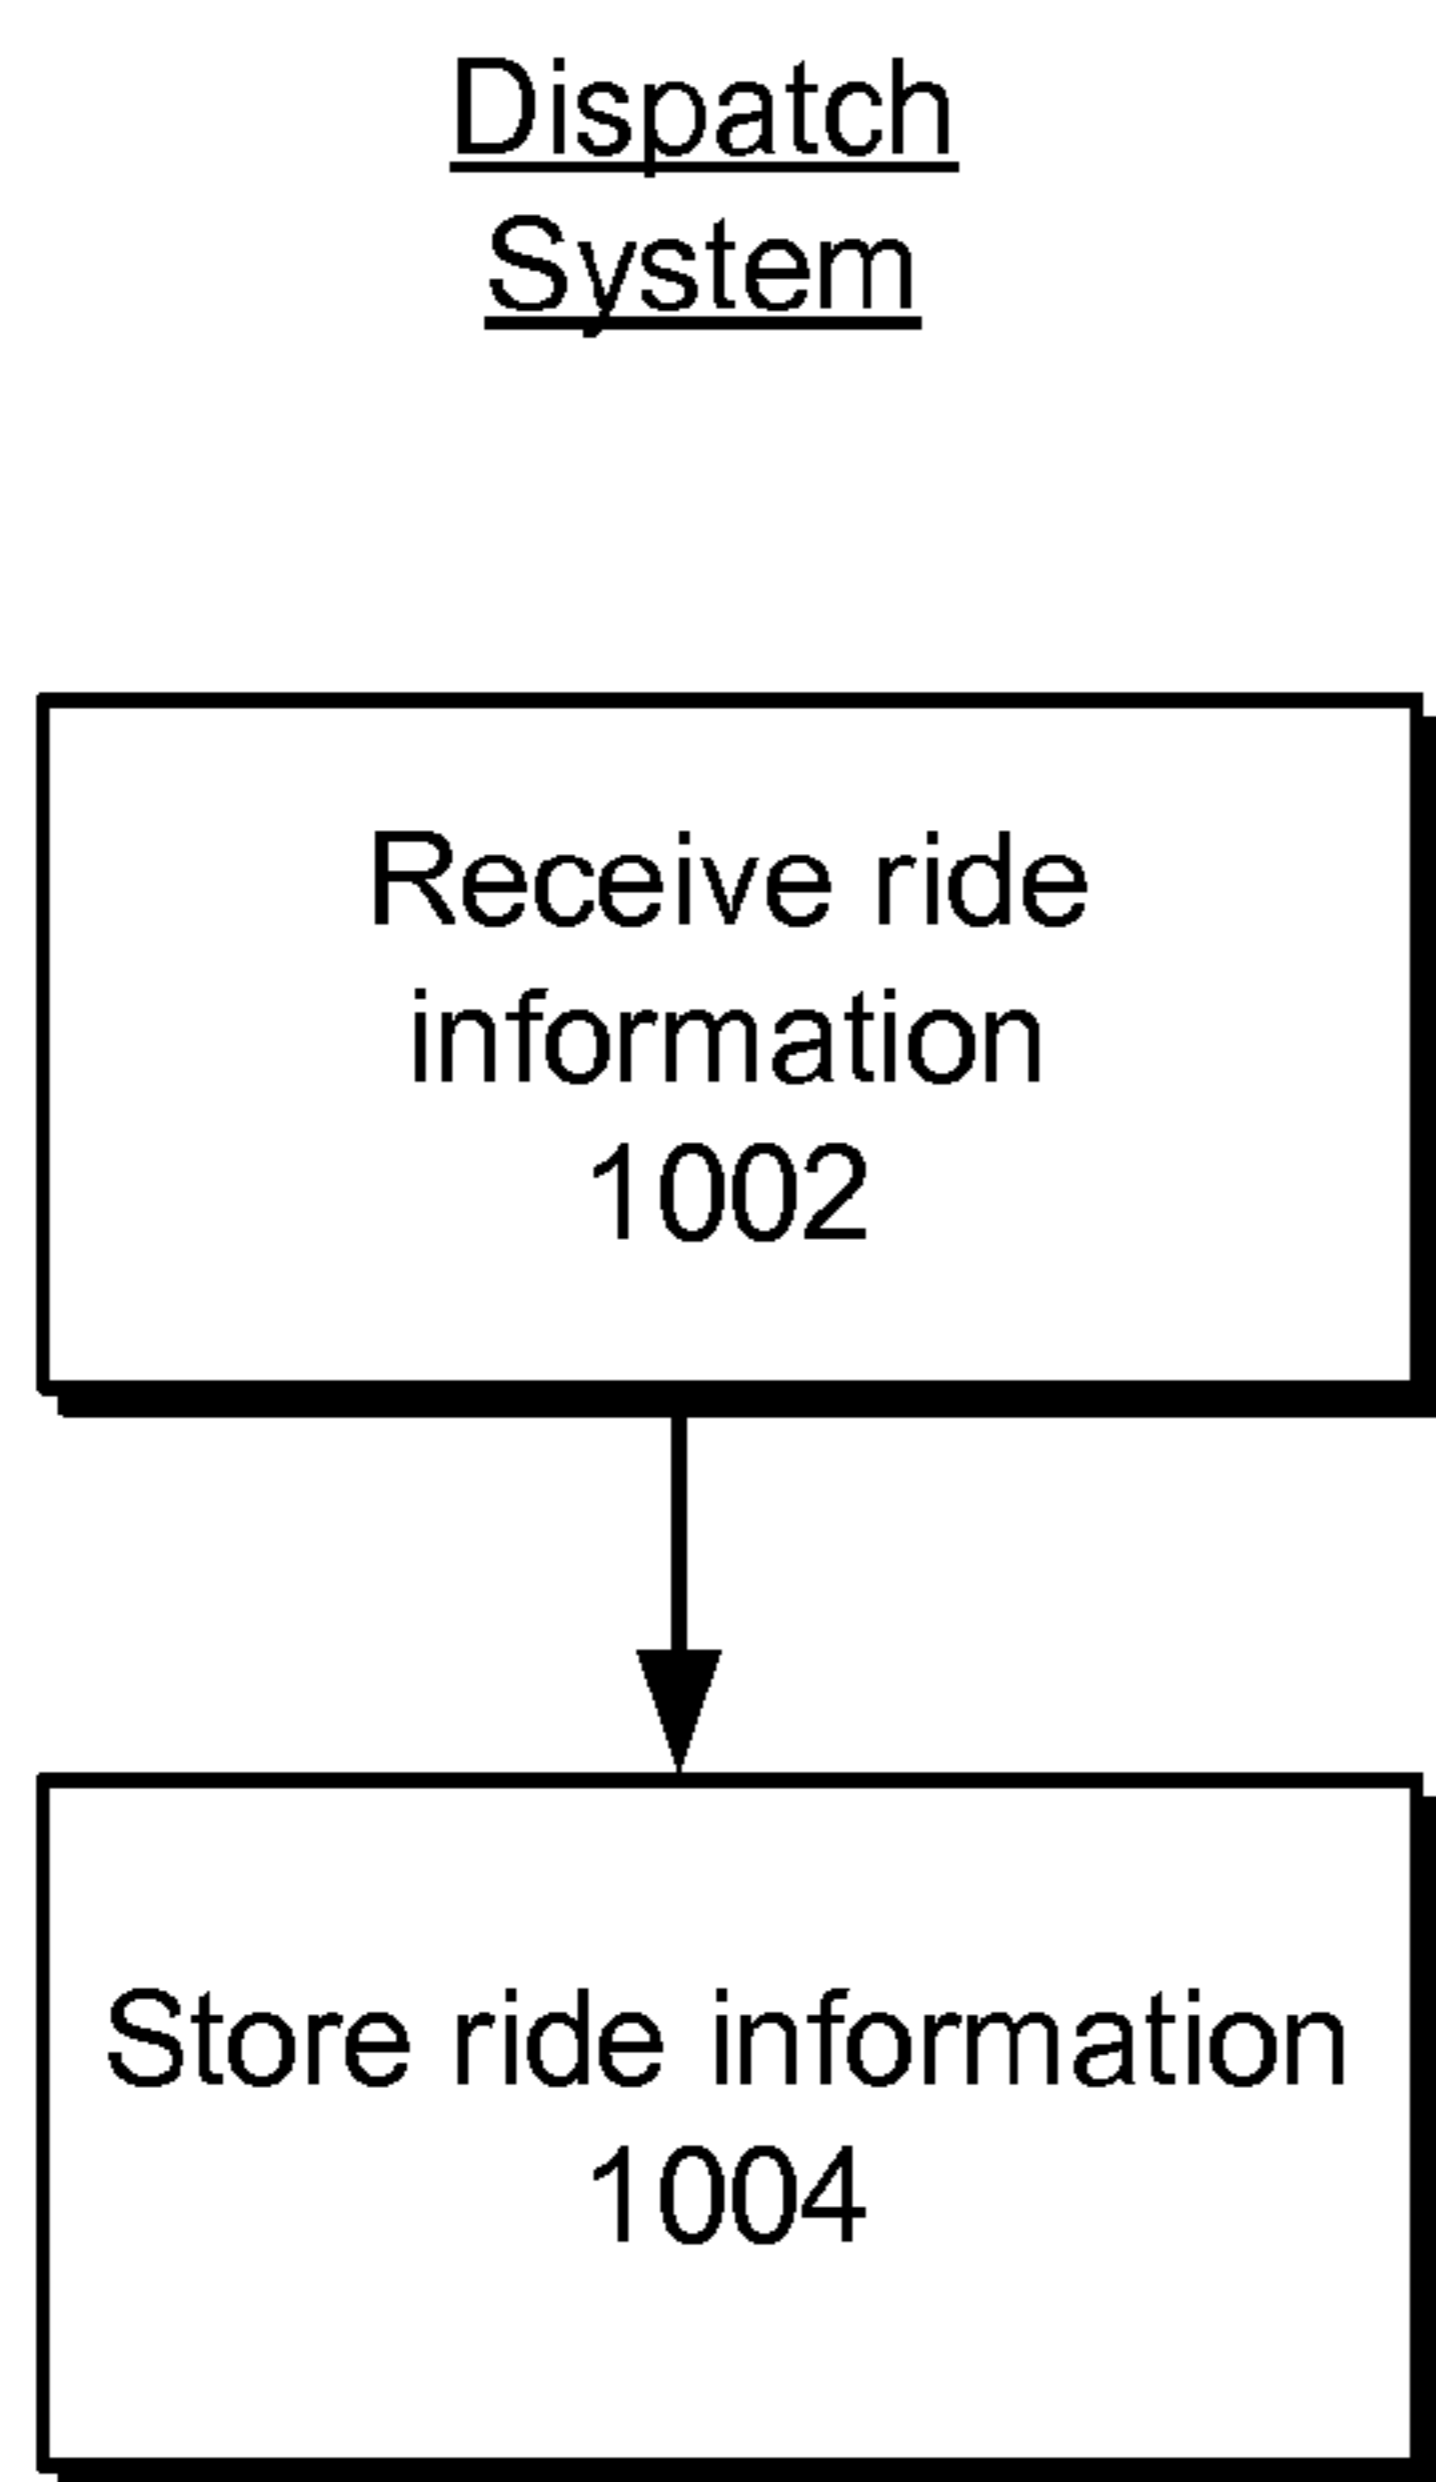 Dispatch
System
Receive ride
information
1002
Store ride information
1004